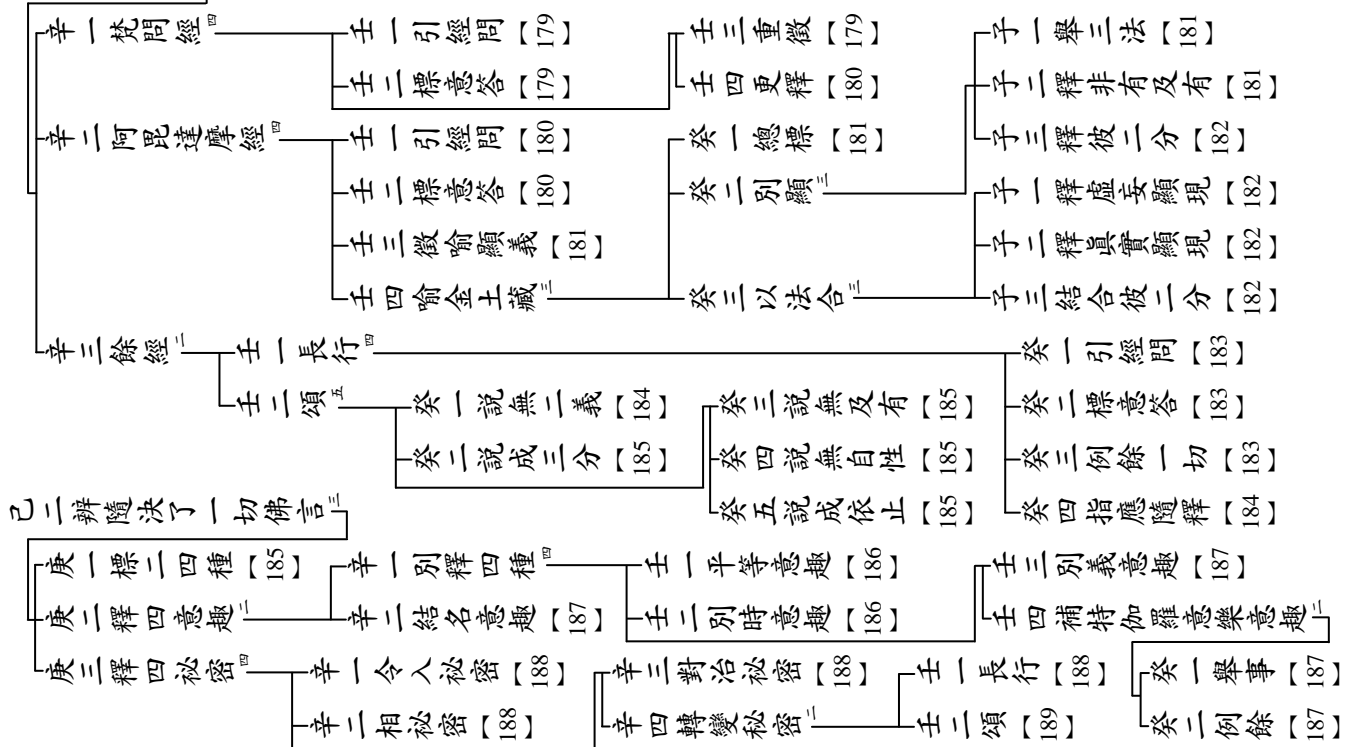 辛一梵問經四
壬一引經問【179】
壬二標意答【179】
壬三重徵【179】
壬四更釋【180】
辛二阿毘達摩經四
壬一引經問【180】
壬二標意答【180】
壬三徵喻顯義【181】
壬四喻金土藏三
癸一總標【181】
癸二別顯三
子一舉三法【181】
子二釋非有及有【181】
子三釋彼二分【182】
癸三以法合三
子一釋虛妄顯現【182】
子二釋眞實顯現【182】
子三結合彼二分【182】
辛三餘經二
壬一長行四
癸一引經問【183】
癸二標意答【183】
癸三例餘一切【183】
癸四指應隨釋【184】
壬二頌五
癸一説無二義【184】
癸二説成三分【185】
癸三説無及有【185】
癸四説無自性【185】
癸五説成依止【185】
己二辨隨決了一切佛言三
庚一標二四種【185】
庚二釋四意趣二
辛一別釋四種四
壬一平等意趣【186】
壬二別時意趣【186】
壬三別義意趣【187】
壬四補特伽羅意樂意趣二
癸一舉事【187】
癸二例餘【187】
辛二結名意趣【187】
庚三釋四祕密四
辛一令入祕密【188】
辛二相祕密【188】
辛三對治祕密【188】
辛四轉變秘密二
壬一長行【188】
壬二頌【189】